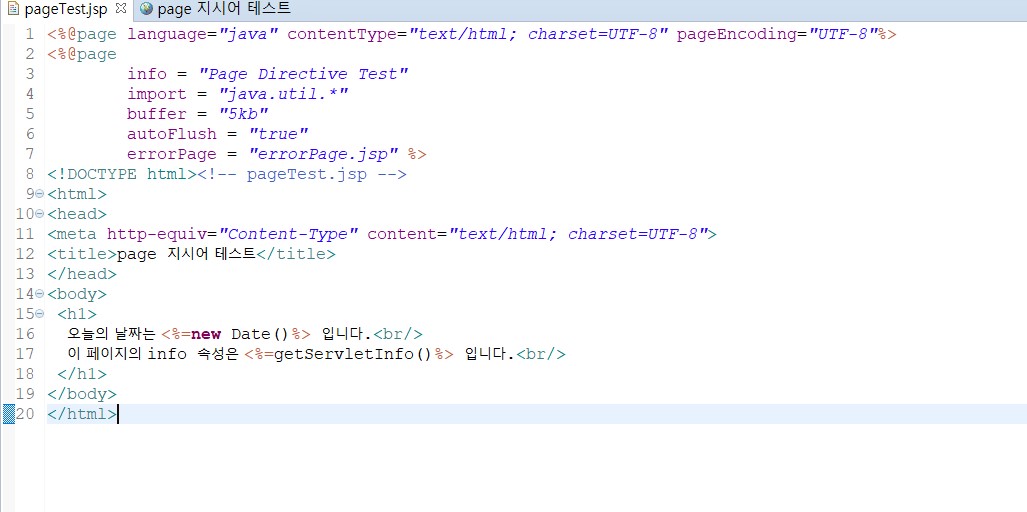 pageTest.jsp page 지시어 테스트
1 <%@page language="java" contentType="text/html; charset=UTF-8" pageEncoding="UTF-8"%>
2 <%@page
3 info = "Page Directive Test"
4 import = "java.util.*"
5 buffer = "5kb"
6 autoFlush = "true"
7 errorPage = "errorPage.jsp" %>
8 <!DOCTYPE html><!-- pageTest.jsp -->
9 <html>
10 <head>
11 <meta http-equiv="Content-Type" content="text/html; charset=UTF-8">
12 <title>page 지시어 테스트</title>
13 </head>
14 <body>
15 <h1>
16 오늘의 날짜는 <%=new Date()%> 입니다.<br/>
17 이 페이지의 info 속성은 <%=getServletInfo()%> 입니다.<br/>
18 </h1>
19 </body>
20 </html>